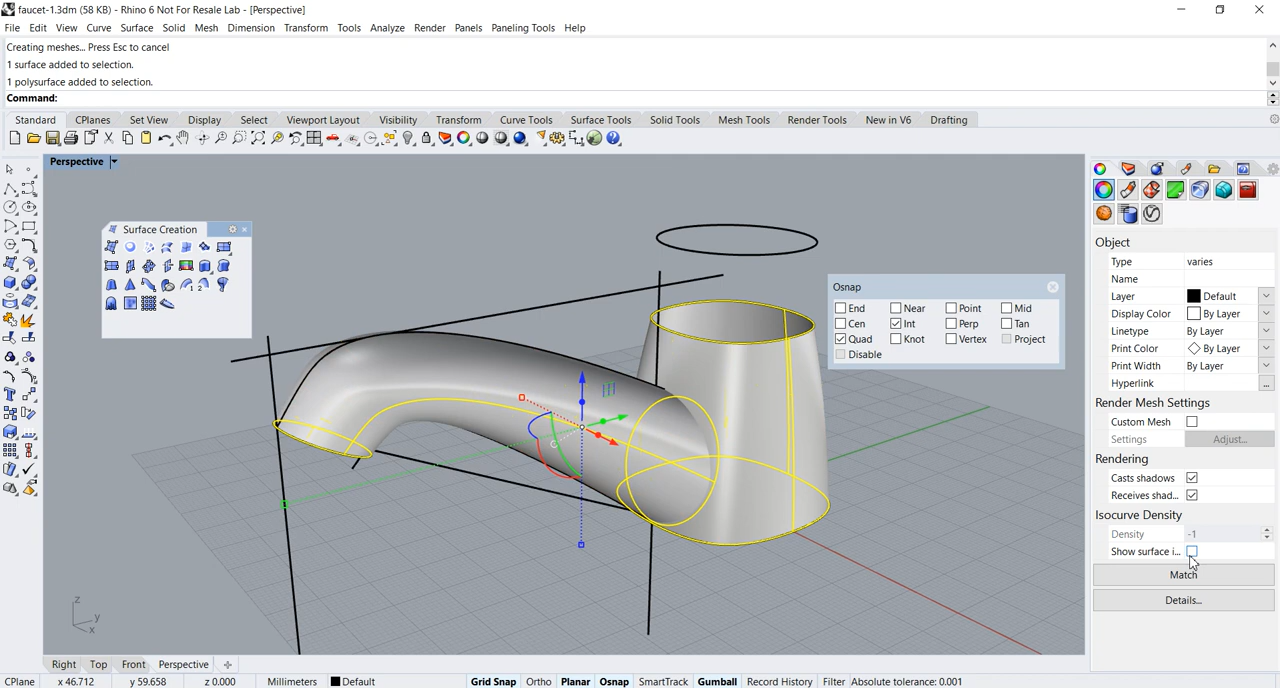 faucet-1.3dm (58 KB) - Rhino 6 Not For Resale Lab - [Perspective]
File Edit View Curve Surface Solid Mesh Dimension Transform Tools Analyze Render Panels Paneling Tools Help
Creating meshes... Press Esc to cancel
1 surface added to selection.
1 polysurface added to selection.
Command:
Standard CPlanes Set View Display Select Viewport Layout Visibility Transform Curve Tools Surface Tools Solid Tools Mesh Tools Render Tools New in V6 Drafting
Perspective
Surface Creation
Osnap
End Near Point Mid
Cen Int Perp Tan
Quad Knot Vertex Project
Disable
Object
Type varies
Name
Layer Default
Display Color By Layer
Linetype By Layer
Print Color By Layer
Print Width By Layer
Hyperlink ...
Render Mesh Settings
Custom Mesh
Settings Adjust...
Rendering
Casts shadows
Receives shad...
Isocurve Density
Density -1
Show surface i...
Match
Details...
z
y
x
Right Top Front Perspective
CPlane x 46.712 y 59.658 z 0.000 Millimeters Default Grid Snap Ortho Planar Osnap SmartTrack Gumball Record History Filter Absolute tolerance: 0.001